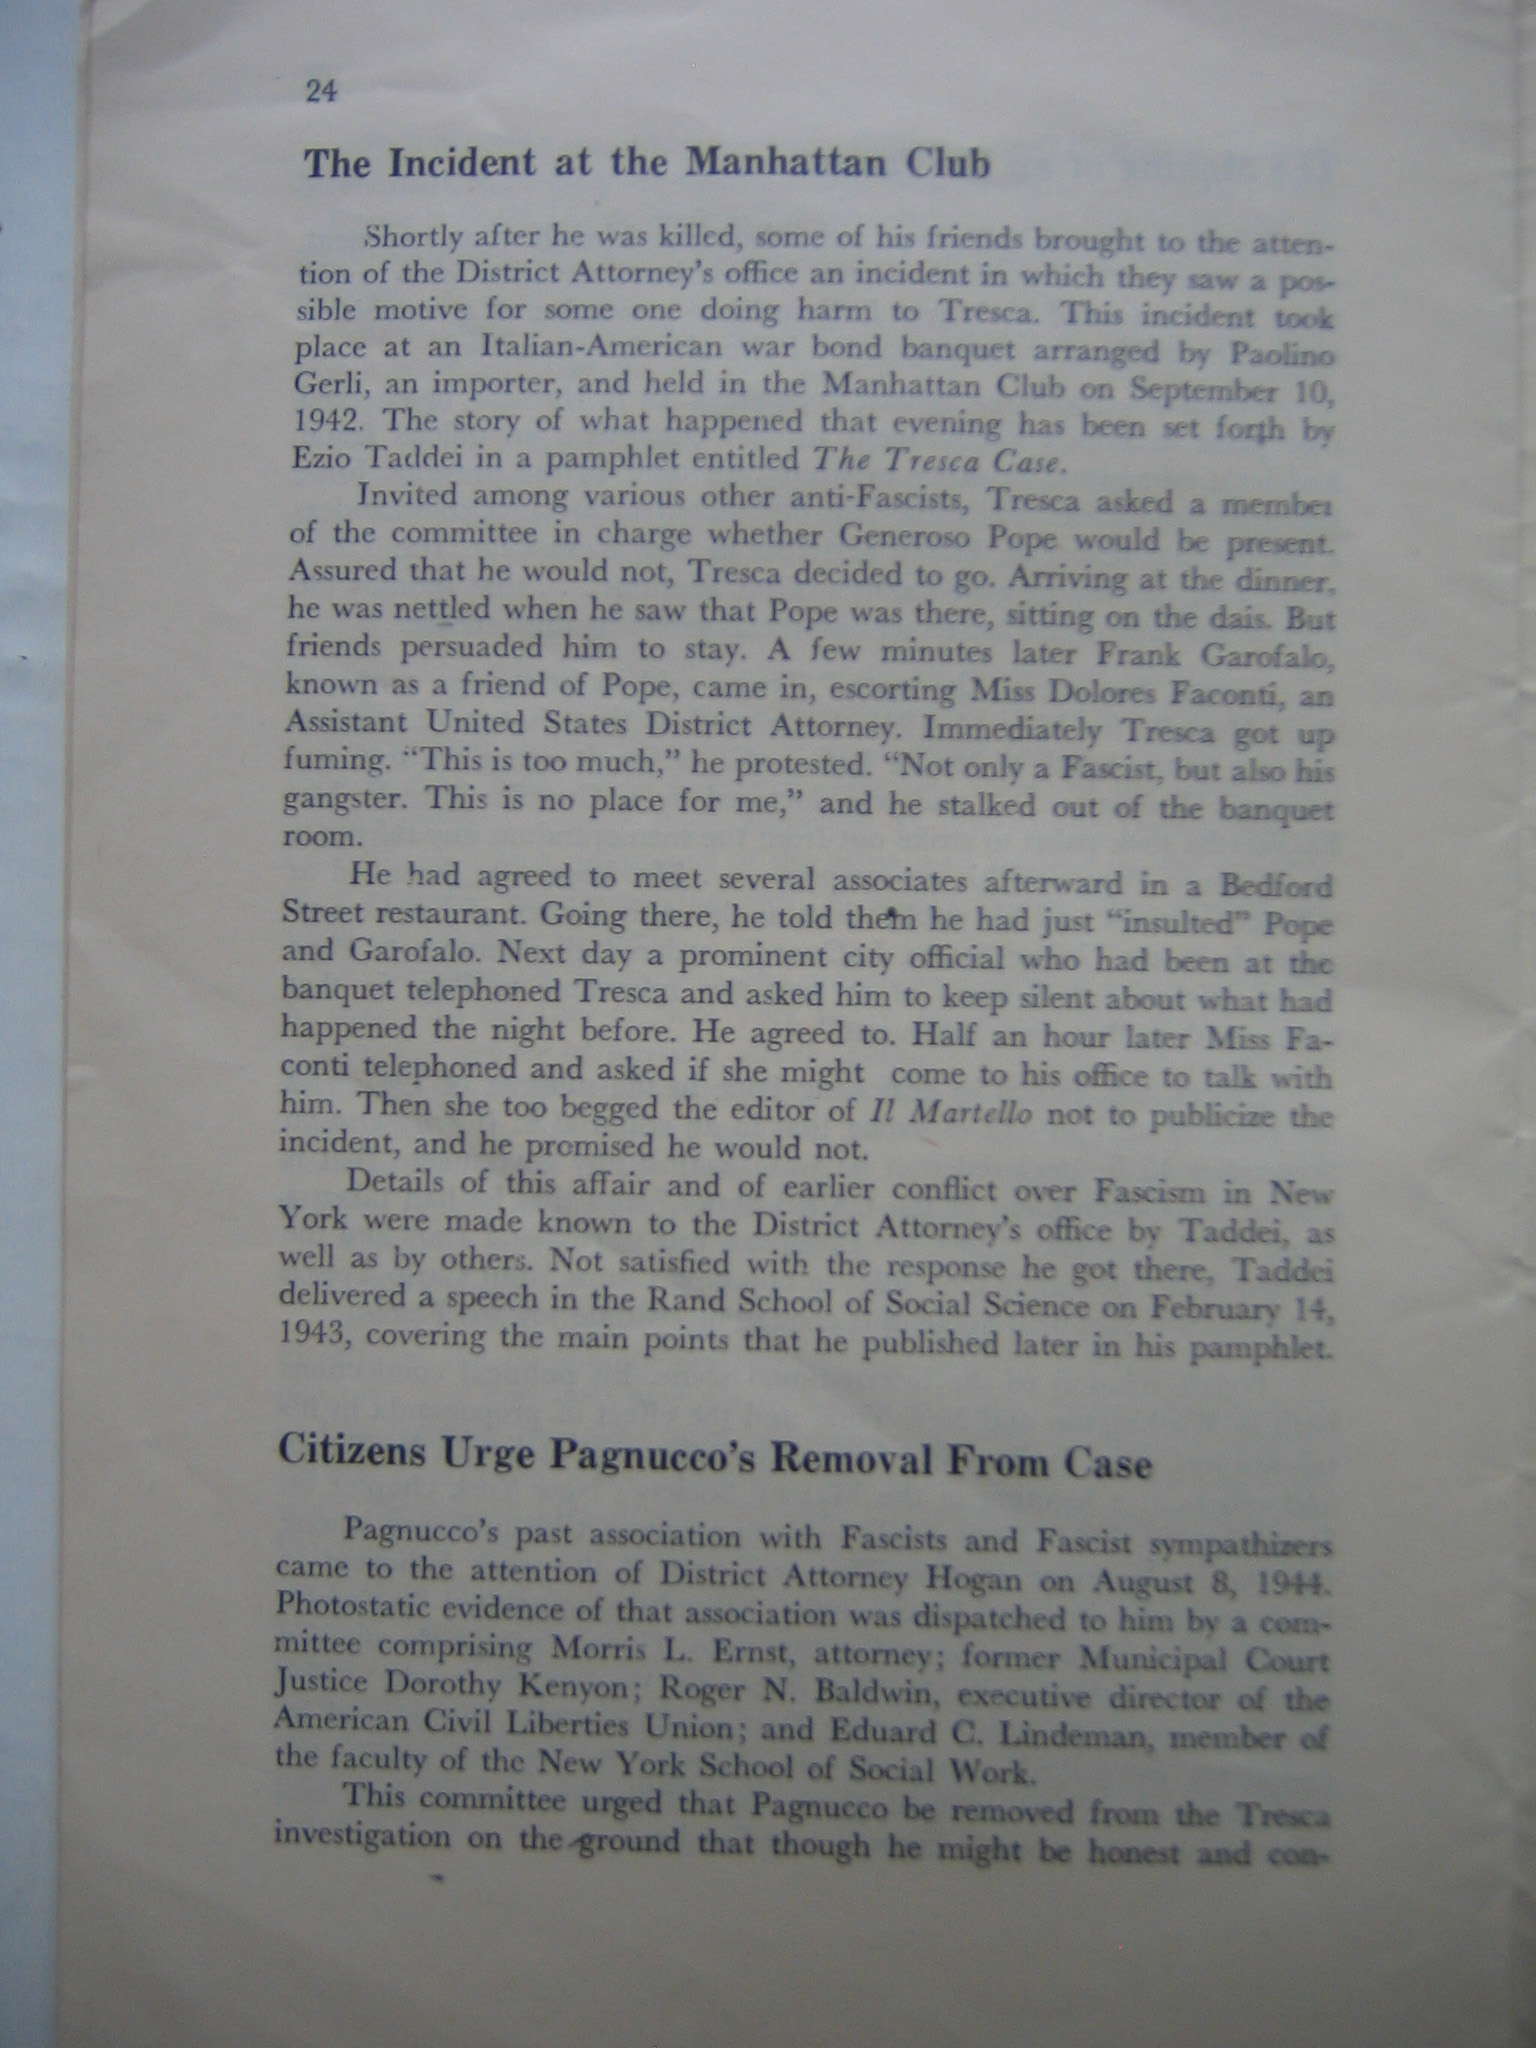 24
The Incident at the Manhattan Club
Shortly after he was killed, some of his friends brought to the atten-
tion of the District Attorney's office an incident in which they saw a pos-
sible motive for some one doing harm to Tresca. This incident took
place at an Italian-American war bond banquet arranged by Paolino
Gerli, an importer, and held in the Manhattan Club on September 10,
1942. The story of what happened that evening has been set forth by
Ezio Taddei in a pamphlet entitled The Tresca Case.
Invited among various other anti-Fascists, Tresca asked a member
of the committee in charge whether Generoso Pope would be present.
Assured that he would not, Tresca decided to go. Arriving at the dinner,
he was nettled when he saw that Pope was there, sitting on the dais. But
friends persuaded him to stay. A few minutes later Frank Garofalo,
known as a friend of Pope, came in, escorting Miss Dolores Faconti, an
Assistant United States District Attorney. Immediately Tresca got up
fuming. "This is too much," he protested. "Not only a Fascist, but also his
gangster. This is no place for me," and he stalked out of the banquet
room.
He had agreed to meet several associates afterward in a Bedford
Street restaurant. Going there, he told them he had just "insulted" Pope
and Garofalo. Next day a prominent city official who had been at the
banquet telephoned Tresca and asked him to keep silent about what had
happened the night before. He agreed to. Half an hour later Miss Fa-
conti telephoned and asked if she might come to his office to talk with
him. Then she too begged the editor of Il Martello not to publicize the
incident, and he promised he would not.
Details of this affair and of earlier conflict over Fascism in New
York were made known to the District Attorney's office by Taddei, as
well as by others. Not satisfied with the response he got there, Taddei
delivered a speech in the Rand School of Social Science on February 14,
1943, covering the main points that he published later in his pamphlet.
Citizens Urge Pagnucco's Removal From Case
Pagnucco's past association with Fascists and Fascist sympathizers
came to the attention of District Attorney Hogan on August 8, 1944.
Photostatic evidence of that association was dispatched to him by a com-
mittee comprising Morris L. Ernst, attorney; former Municipal Court
Justice Dorothy Kenyon; Roger N. Baldwin, executive director of the
American Civil Liberties Union; and Eduard C. Lindeman, member of
the faculty of the New York School of Social Work.
This committee urged that Pagnucco be removed from the Tresca
investigation on the ground that though he might be honest and con-